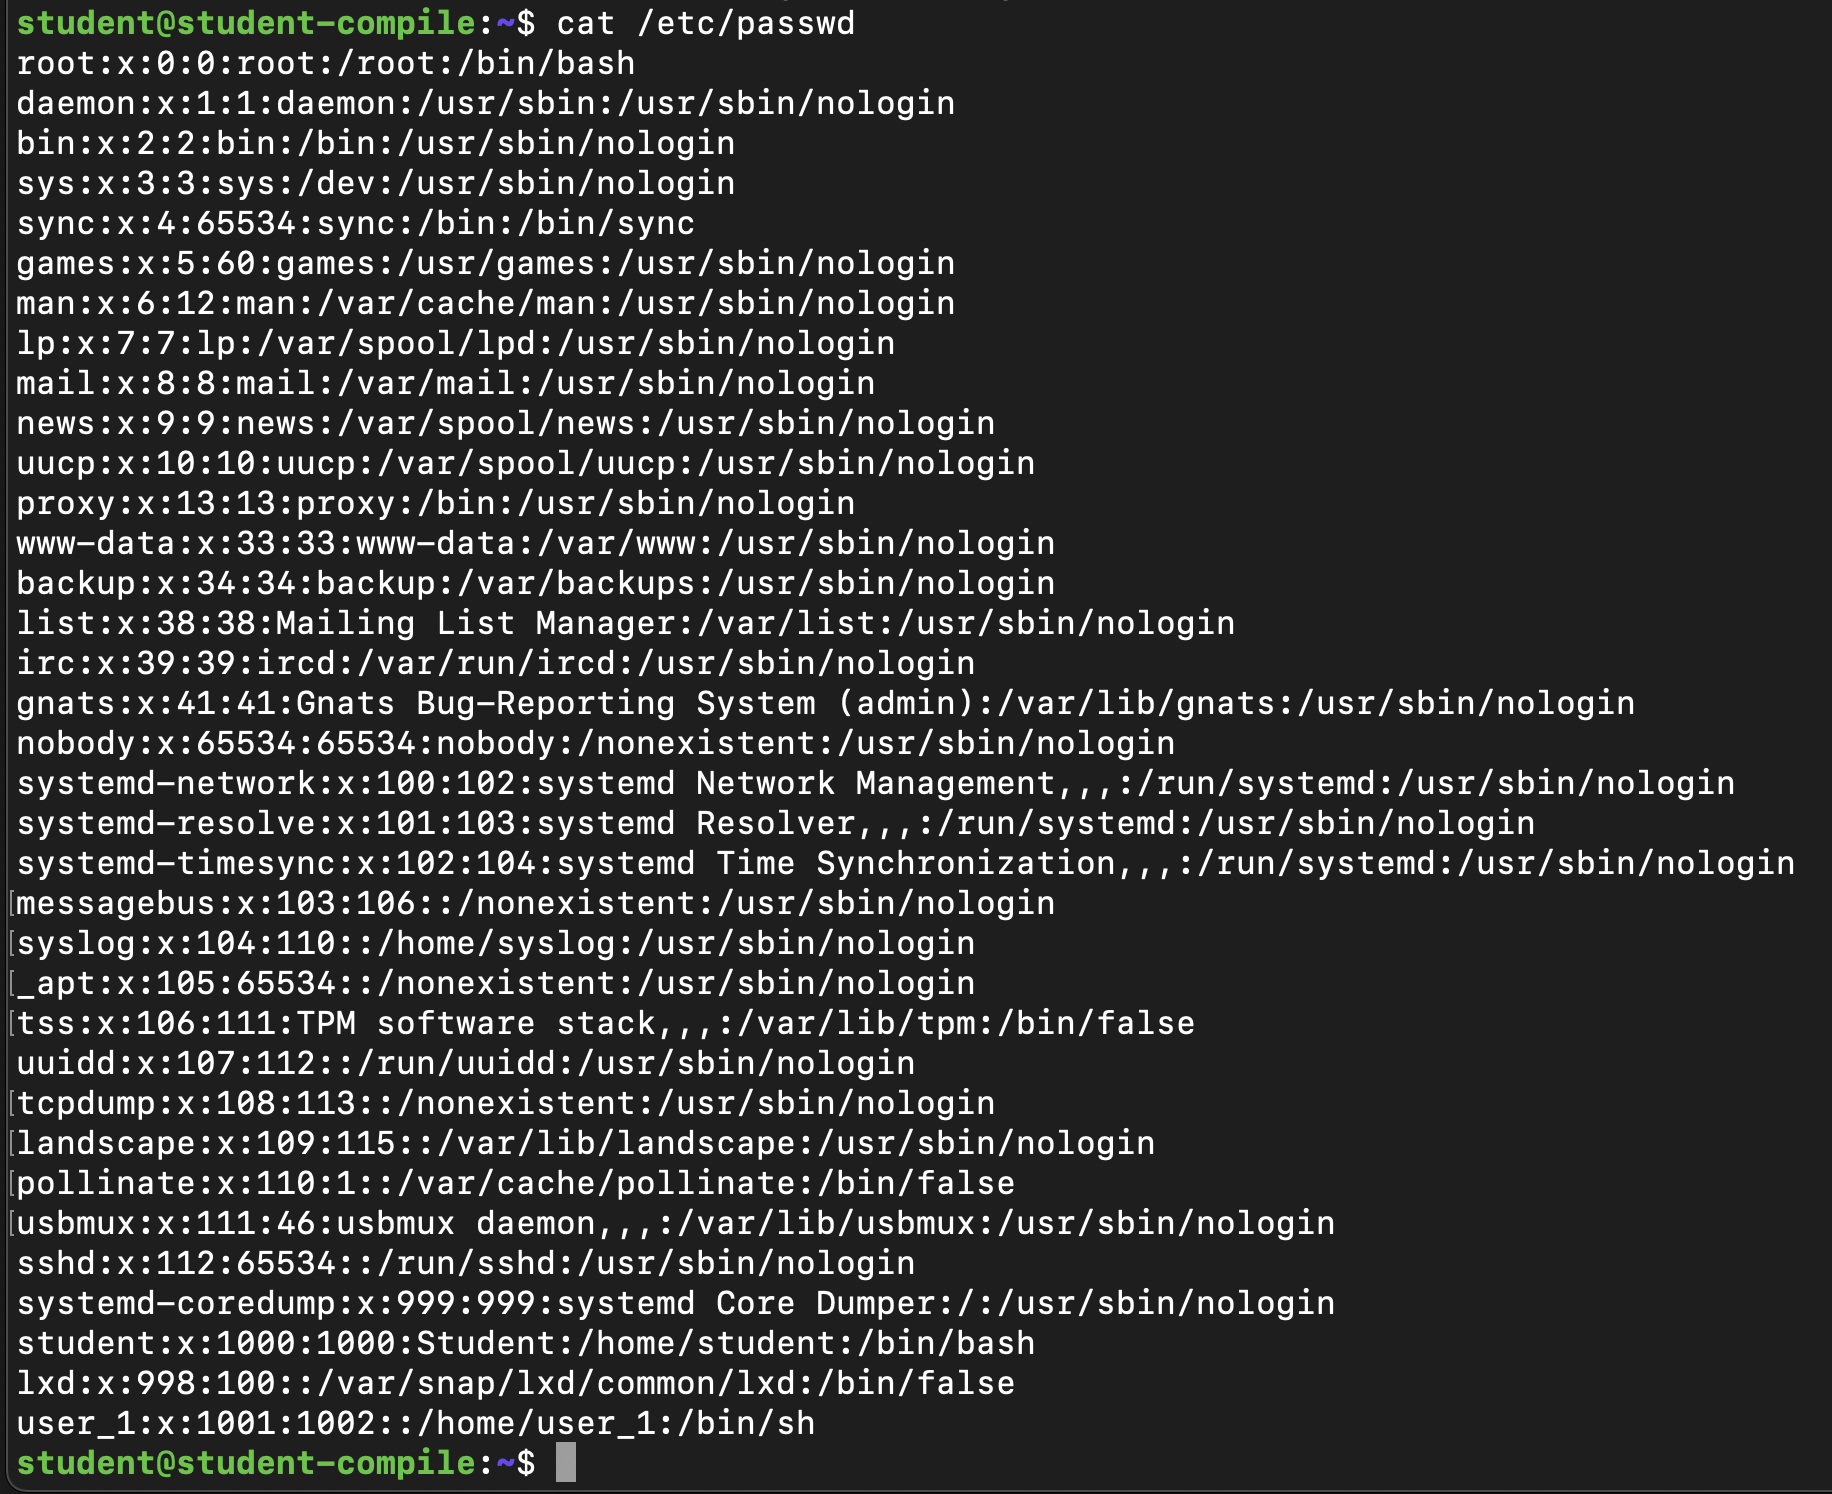 student@student-compile:~$ cat /etc/passwd
root:x:0:0:root:/root:/bin/bash
daemon:x:1:1:daemon:/usr/sbin:/usr/sbin/nologin
bin:x:2:2:bin:/bin:/usr/sbin/nologin
sys:x:3:3:sys:/dev:/usr/sbin/nologin
sync:x:4:65534:sync:/bin:/bin/sync
games:x:5:60:games:/usr/games:/usr/sbin/nologin
man:x:6:12:man:/var/cache/man:/usr/sbin/nologin
lp:x:7:7:lp:/var/spool/lpd:/usr/sbin/nologin
mail:x:8:8:mail:/var/mail:/usr/sbin/nologin
news:x:9:9:news:/var/spool/news:/usr/sbin/nologin
uucp:x:10:10:uucp:/var/spool/uucp:/usr/sbin/nologin
proxy:x:13:13:proxy:/bin:/usr/sbin/nologin
www-data:x:33:33:www-data:/var/www:/usr/sbin/nologin
backup:x:34:34:backup:/var/backups:/usr/sbin/nologin
list:x:38:38:Mailing List Manager:/var/list:/usr/sbin/nologin
irc:x:39:39:ircd:/var/run/ircd:/usr/sbin/nologin
gnats:x:41:41:Gnats Bug-Reporting System (admin):/var/lib/gnats:/usr/sbin/nologin
nobody:x:65534:65534:nobody:/nonexistent:/usr/sbin/nologin
systemd-network:x:100:102:systemd Network Management,,,:/run/systemd:/usr/sbin/nologin
systemd-resolve:x:101:103:systemd Resolver,,,:/run/systemd:/usr/sbin/nologin
systemd-timesync:x:102:104:systemd Time Synchronization,,,:/run/systemd:/usr/sbin/nologin
[messagebus:x:103:106::/nonexistent:/usr/sbin/nologin
[syslog:x:104:110::/home/syslog:/usr/sbin/nologin
[_apt:x:105:65534::/nonexistent:/usr/sbin/nologin
[tss:x:106:111:TPM software stack,,,:/var/lib/tpm:/bin/false
uuidd:x:107:112::/run/uuidd:/usr/sbin/nologin
[tcpdump:x:108:113::/nonexistent:/usr/sbin/nologin
[landscape:x:109:115::/var/lib/landscape:/usr/sbin/nologin
[pollinate:x:110:1::/var/cache/pollinate:/bin/false
[usbmux:x:111:46:usbmux daemon,,,:/var/lib/usbmux:/usr/sbin/nologin
sshd:x:112:65534::/run/sshd:/usr/sbin/nologin
systemd-coredump:x:999:999:systemd Core Dumper:/:/usr/sbin/nologin
student:x:1000:1000:Student:/home/student:/bin/bash
lxd:x:998:100::/var/snap/lxd/common/lxd:/bin/false
user_1:x:1001:1002::/home/user_1:/bin/sh
student@student-compile:~$